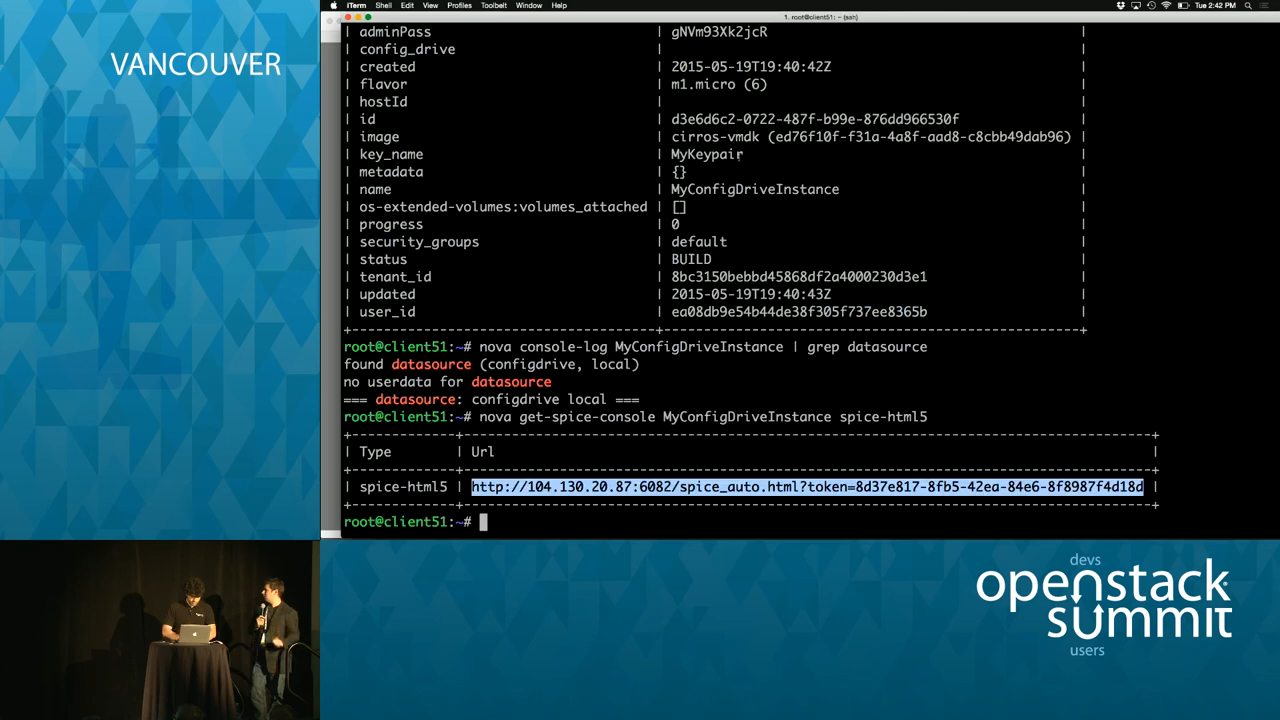 VANCOUVER
iTerm Shell Edit View Profiles Toolbelt Window Help
Tue 2:42 PM
1. root@client51: ~ (ssh)
| adminPass | gNVm93Xk2jcR |
| config_drive
| created | 2015-05-19T19:40:42Z |
| flavor | m1.micro (6) |
| hostId | |
| id | d3e6d6c2-0722-487f-b99e-876dd966530f |
| image | cirros-vmdk (ed76f10f-f31a-4a8f-aad8-c8cbb49dab96) |
| key_name | MyKeypair |
| metadata | {} |
| name | MyConfigDriveInstance |
| os-extended-volumes:volumes_attached | [] |
| progress | 0 |
| security_groups | default |
| status | BUILD |
| tenant_id | 8bc3150bebbd45868df2a4000230d3e1 |
| updated | 2015-05-19T19:40:43Z |
| user_id | ea08db9e54b44de38f305f737ee8365b |
root@client51:~# nova console-log MyConfigDriveInstance | grep datasource
found datasource (configdrive, local)
no userdata for datasource
=== datasource: configdrive local ===
root@client51:~# nova get-spice-console MyConfigDriveInstance spice-html5
| Type | Url |
| spice-html5 | http://104.130.20.87:6082/spice_auto.html?token=8d37e817-8fb5-42ea-84e6-8f8987f4d18d |
root@client51:~#
devs
openstack
summit
users